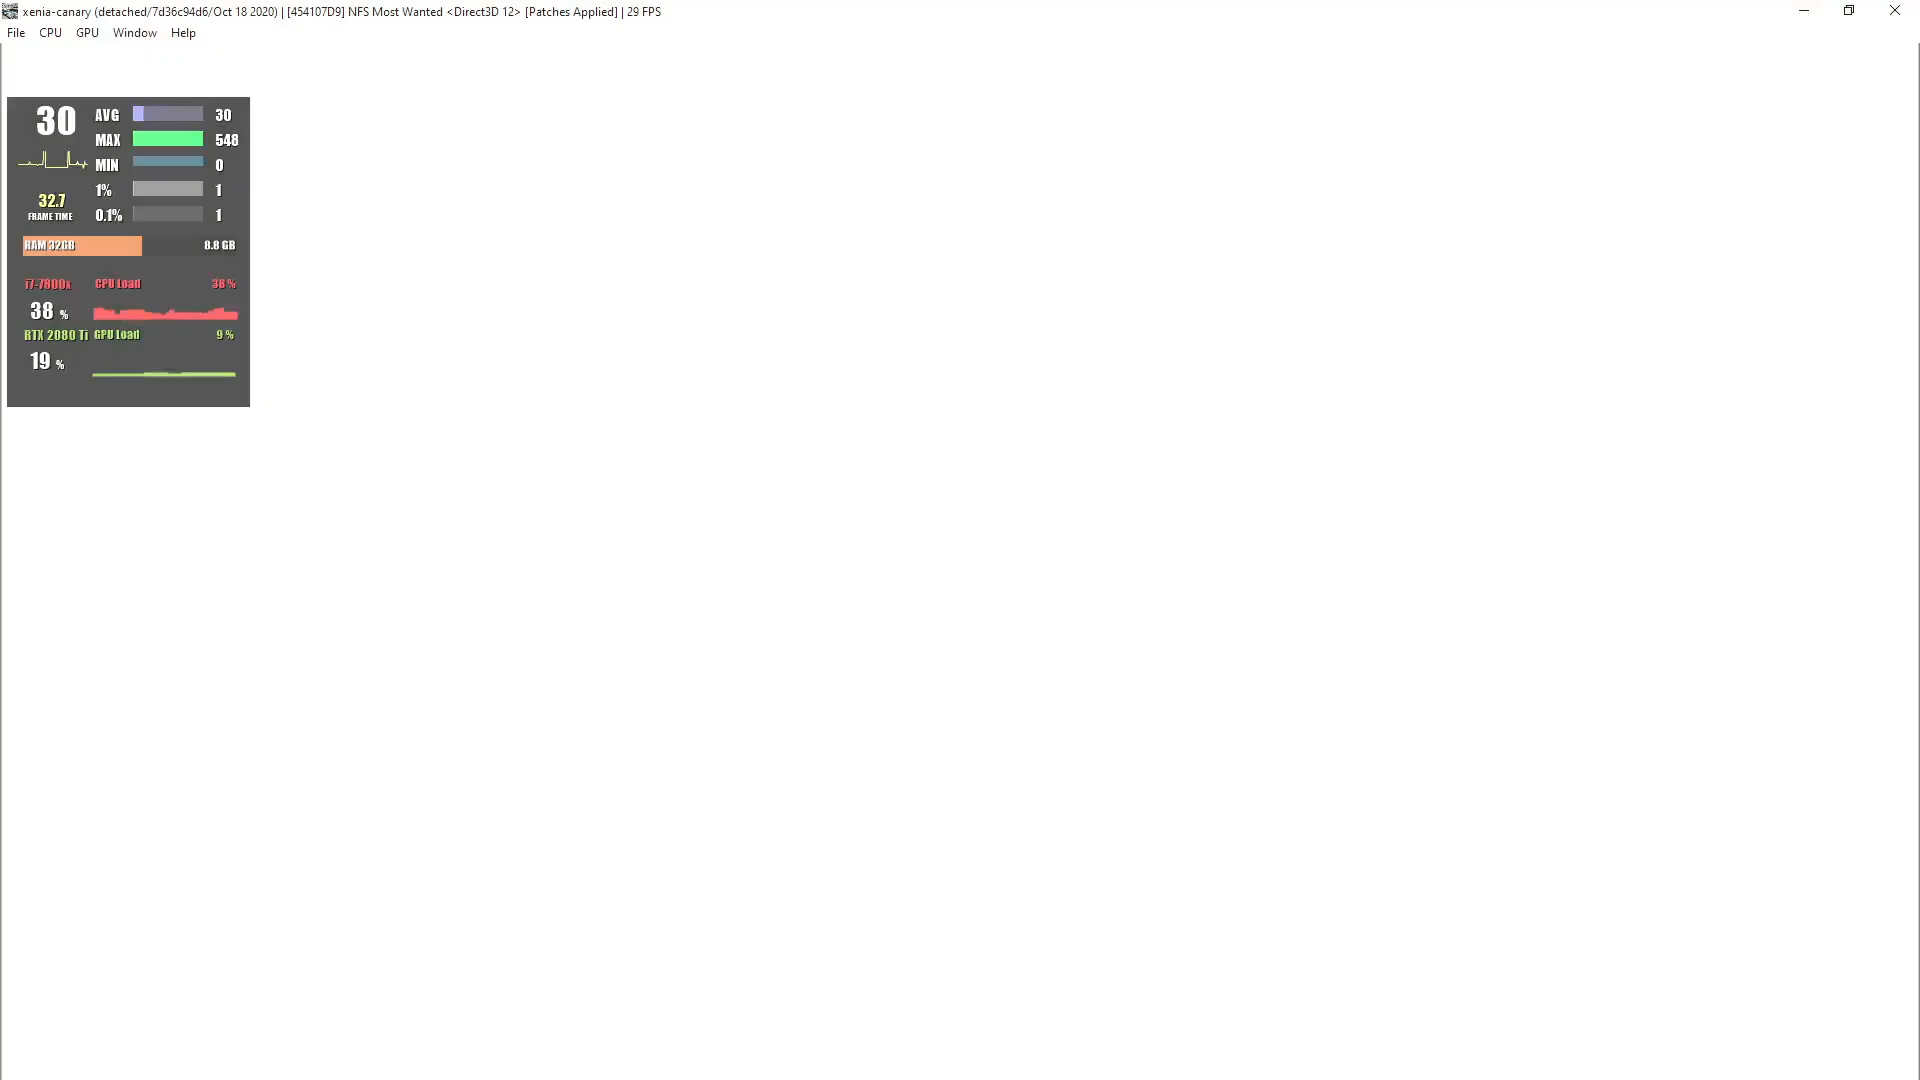 xenia-canary (detached/7d36c94d6/Oct 18 2020) | [454107D9] NFS Most Wanted <Direct3D 12> [Patches Applied] | 29 FPS
File CPU GPU Window Help
30 AVG 30
MAX 548
MIN 0
1% 1
32.7
FRAME TIME
0.1% 1
RAM 32GB 8.8 GB
i7-7800x CPU Load 38 %
38 %
RTX 2080 Ti GPU Load 9 %
19 %